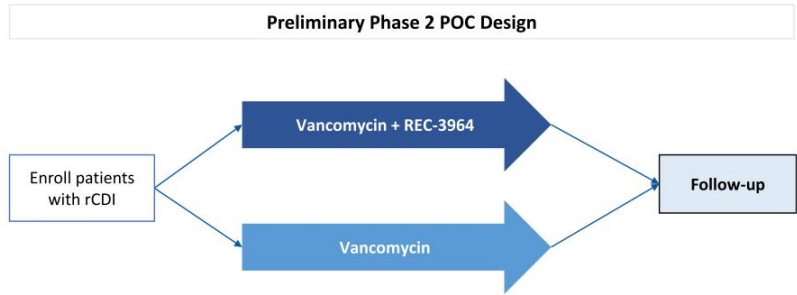 Preliminary Phase 2 POC Design
Vancomycin + REC-3964
Enroll patients
with rCDI
Follow-up
Vancomycin